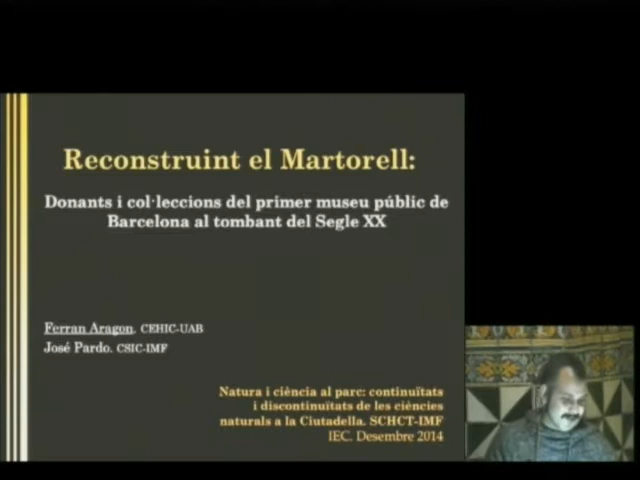 Reconstruint el Martorell:
Donants i col·leccions del primer museu públic de
Barcelona al tombant del Segle XX
Ferran Aragon. CEHIC-UAB
José Pardo. CSIC-IMF
Natura i ciència al parc: continuïtats
i discontinuïtats de les ciències
naturals a la Ciutadella. SCHCT-IMF
IEC. Desembre 2014